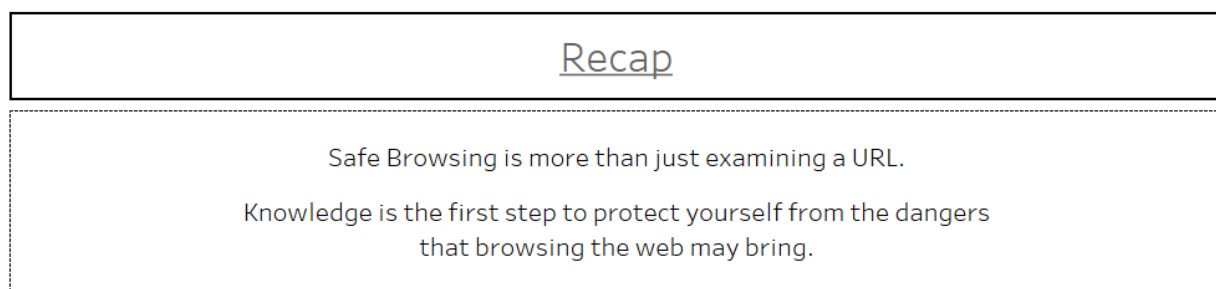 Recap
Safe Browsing is more than just examining a URL.
Knowledge is the first step to protect yourself from the dangers
that browsing the web may bring.